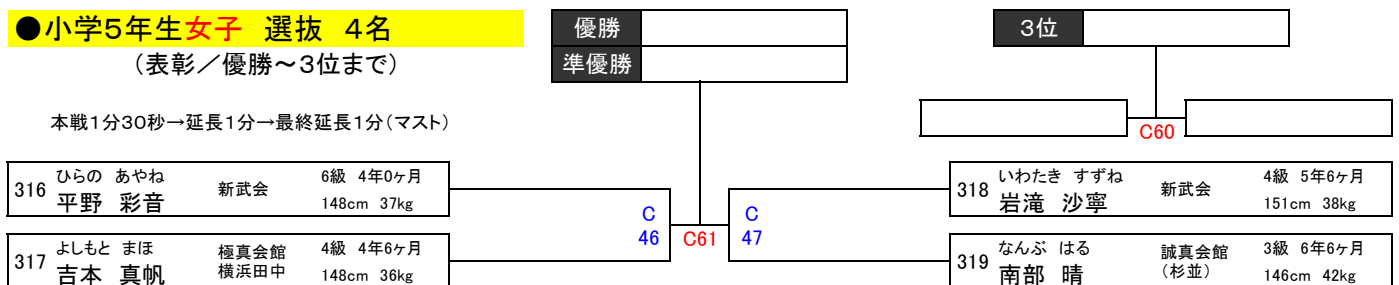 ●小学5年生女子 選抜 4名
(表彰／優勝～3位まで)
本戦1分30秒→延長1分→最終延長1分(マスト)
優勝
準優勝
3位
C60
316 ひらの あやね 平野 彩音 新武会 6級 4年0ヶ月 148cm 37kg
317 よしもと まほ 吉本 真帆 極真会館 横浜田中 4級 4年6ヶ月 148cm 36kg
C 46
C61
C 47
318 いわたき すずね 岩滝 沙寧 新武会 4級 5年6ヶ月 151cm 38kg
319 なんぶ はる 南部 晴 誠真会館 (杉並) 3級 6年6ヶ月 146cm 42kg